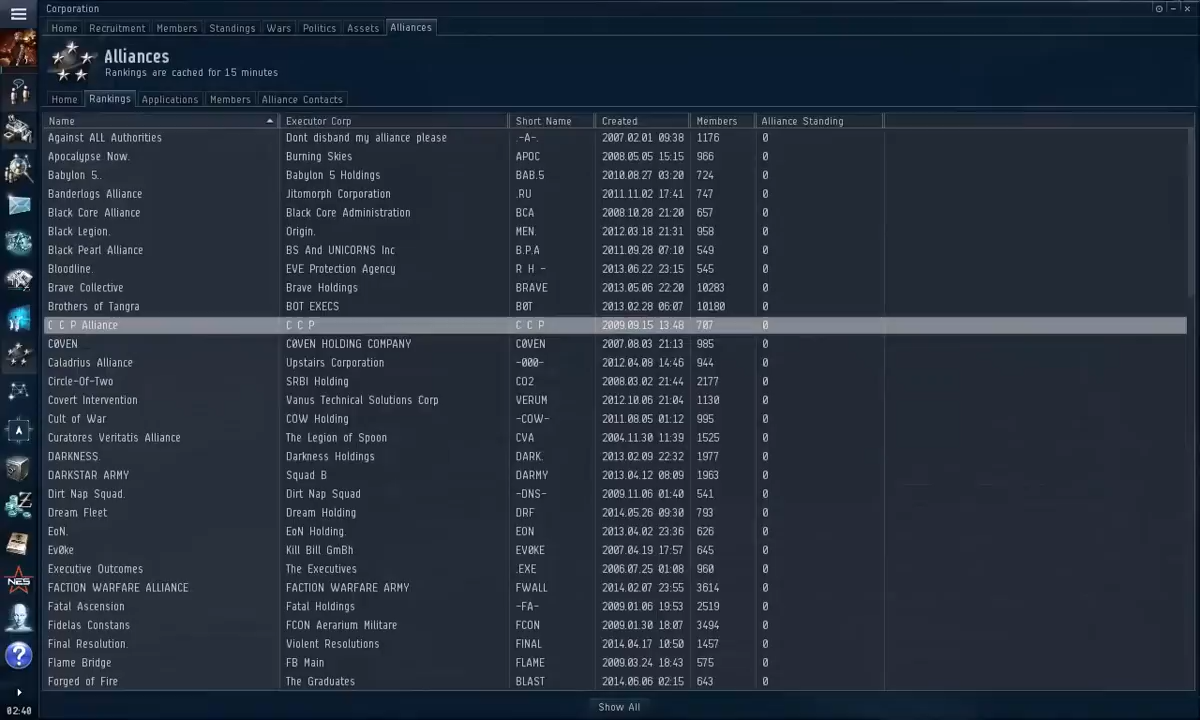 Corporation
Home Recruitment Members Standings Wars Politics Assets Alliances
Alliances
Rankings are cached for 15 minutes
Home Rankings Applications Members Alliance Contacts
Name Executor Corp Short Name Created Members Alliance Standing
Against ALL Authorities Dont disband my alliance please .-A-. 2007.02.01 09:38 1176 0
Apocalypse Now. Burning Skies APOC 2008.05.05 15:15 966 0
Babylon 5.. Babylon 5 Holdings BAB.5 2010.08.27 03:20 724 0
Banderlogs Alliance Jitomorph Corporation .RU 2011.11.02 17:41 747 0
Black Core Alliance Black Core Administration BCA 2008.10.28 21:20 657 0
Black Legion. Origin. MEN. 2012.03.18 21:31 958 0
Black Pearl Alliance BS And UNICORNS Inc B.P.A 2011.09.28 07:10 549 0
Bloodline. EVE Protection Agency R H - 2013.06.22 23:15 545 0
Brave Collective Brave Holdings BRAVE 2013.05.06 22:20 10283 0
Brothers of Tangra BOT EXECS B0T 2013.02.28 06:07 10180 0
C C P Alliance C C P C C P 2009.09.15 13:48 707 0
C0VEN C0VEN HOLDING COMPANY C0VEN 2007.08.03 21:13 985 0
Caladrius Alliance Upstairs Corporation -000- 2012.04.08 14:46 944 0
Circle-Of-Two SRBI Holding CO2 2008.03.02 21:44 2177 0
Covert Intervention Vanus Technical Solutions Corp VERUM 2012.10.06 21:04 1130 0
Cult of War COW Holding -COW- 2011.08.05 01:12 995 0
Curatores Veritatis Alliance The Legion of Spoon CVA 2004.11.30 11:39 1525 0
DARKNESS. Darkness Holdings DARK. 2013.02.09 22:32 1977 0
DARKSTAR ARMY Squad B DARMY 2013.04.12 08:09 1963 0
Dirt Nap Squad. Dirt Nap Squad -DNS- 2009.11.06 01:40 541 0
Dream Fleet Dream Holding DRF 2014.05.26 09:30 793 0
EoN. EoN Holding. EON 2013.04.02 23:36 626 0
Ev0ke Kill Bill GmBh EV0KE 2007.04.19 17:57 645 0
Executive Outcomes The Executives .EXE 2006.07.25 01:08 960 0
FACTION WARFARE ALLIANCE FACTION WARFARE ARMY FWALL 2014.02.07 23:55 3614 0
Fatal Ascension Fatal Holdings -FA- 2009.01.06 19:53 2519 0
Fidelas Constans FCON Aerarium Militare FCON 2009.01.30 18:07 3494 0
Final Resolution. Violent Resolutions FINAL 2014.04.17 10:50 1457 0
Flame Bridge FB Main FLAME 2009.03.24 18:43 575 0
Forged of Fire The Graduates BLAST 2014.06.06 02:15 643 0
Show All
NES
02:40